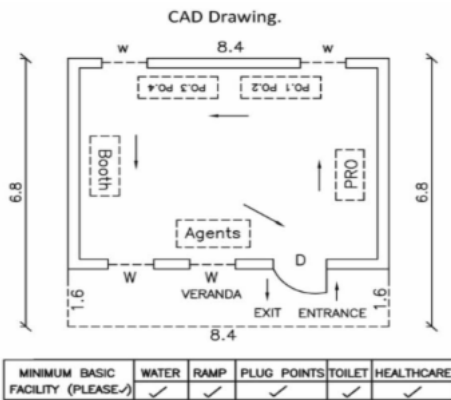 CAD Drawing.
W 8.4 W
PO.4 PO.3 PO.2 PO.1
6.8 Booth PRO 6.8
Agents
D
W W
1.6 VERANDA EXIT ENTRANCE 1.6
8.4
MINIMUM BASIC FACILITY (PLEASE✓) WATER RAMP PLUG POINTS TOILET HEALTHCARE
✓ ✓ ✓ ✓ ✓